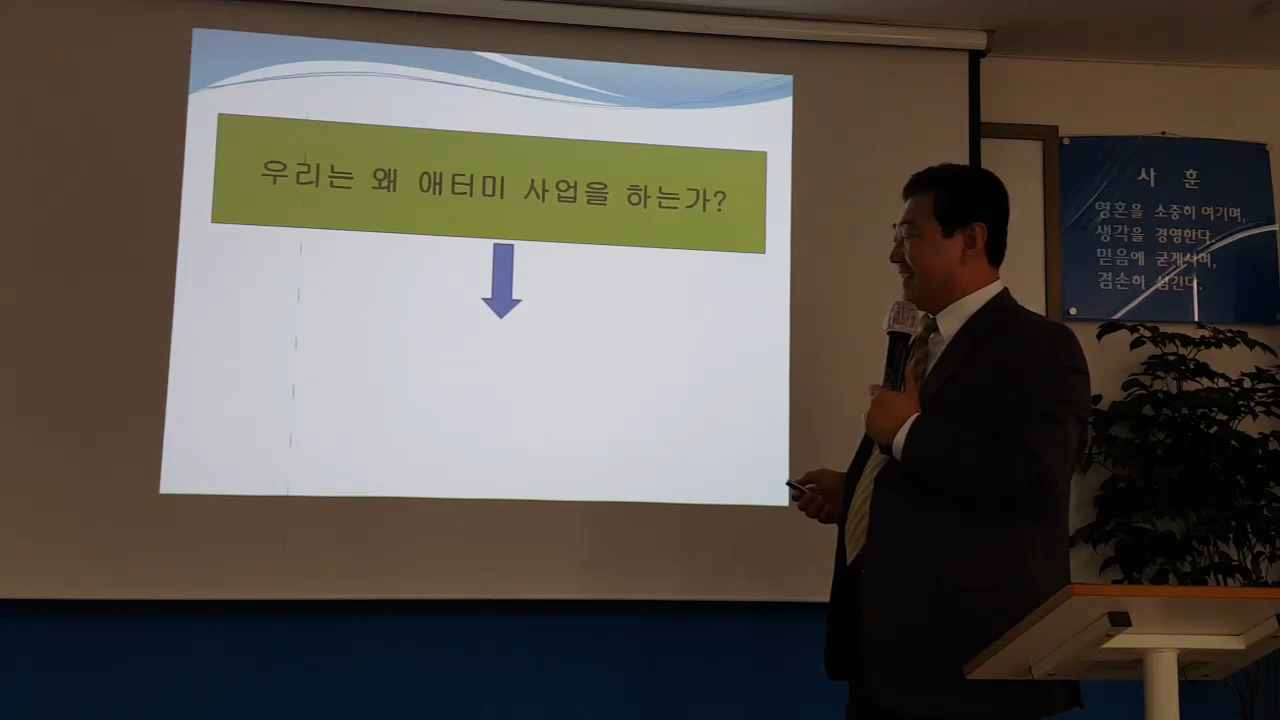 우리는 왜 애터미 사업을 하는가?
사 훈
영혼을 소중히 여기며,
생각을 경영한다.
믿음에 굳게서며,
겸손히 섬긴다.